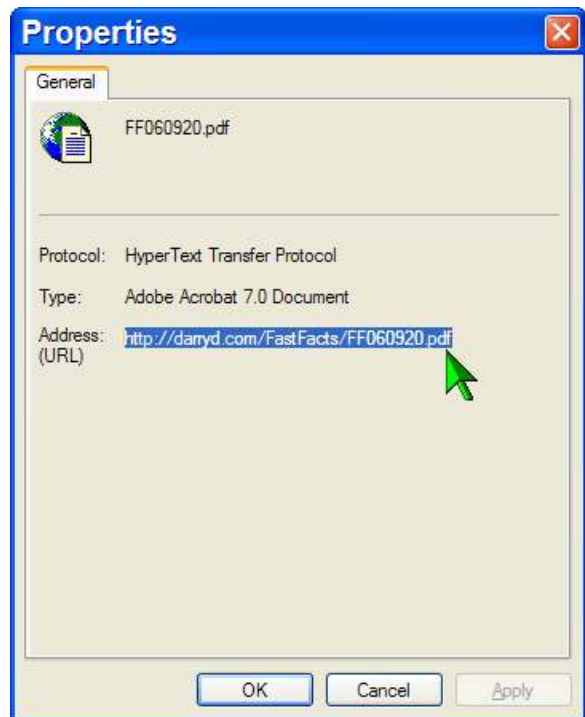 Properties
General
FF060920.pdf
Protocol: HyperText Transfer Protocol
Type: Adobe Acrobat 7.0 Document
Address: http://darryd.com/FastFacts/FF060920.pdf
(URL)
OK Cancel Apply